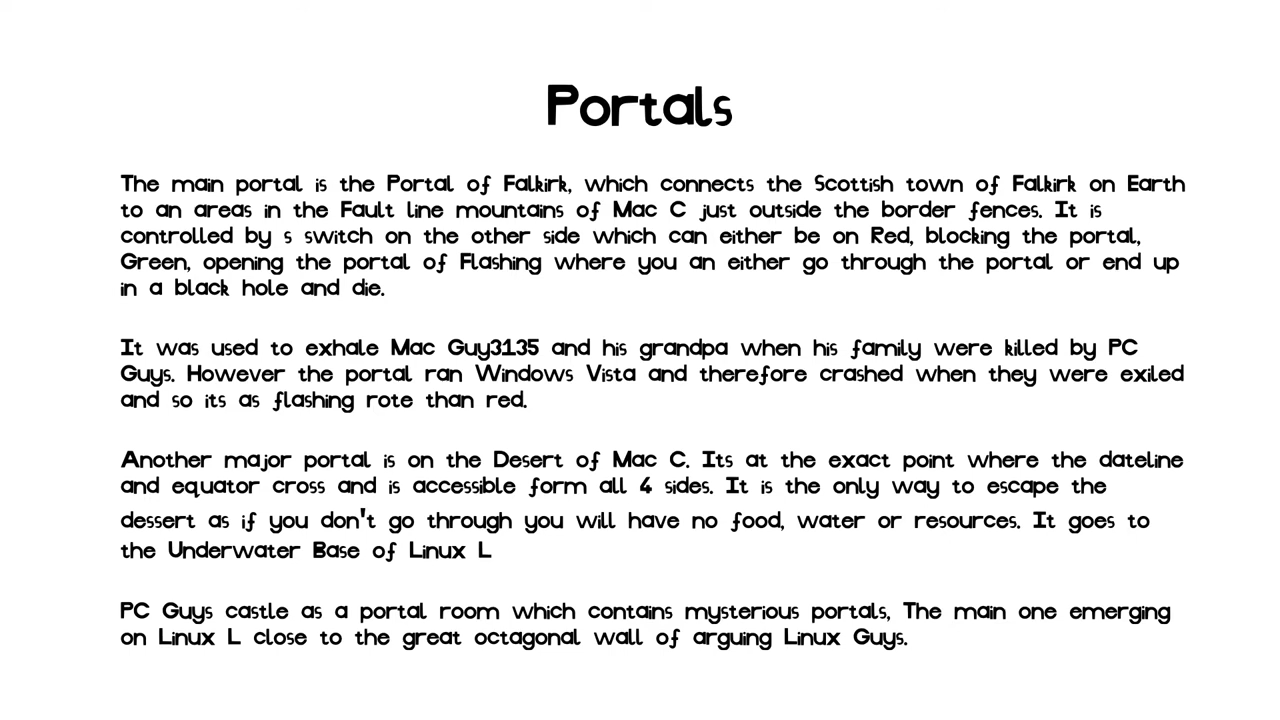 Portals
The main portal is the Portal of Falkirk, which connects the Scottish town of Falkirk on Earth
to an areas in the Fault line mountains of Mac C just outside the border fences. It is
controlled by s switch on the other side which can either be on Red, blocking the portal,
Green, opening the portal of Flashing where you an either go through the portal or end up
in a black hole and die.
It was used to exhale Mac Guy3135 and his grandpa when his family were killed by PC
Guys. However the portal ran Windows Vista and therefore crashed when they were exiled
and so its as flashing rote than red.
Another major portal is on the Desert of Mac C. Its at the exact point where the dateline
and equator cross and is accessible form all 4 sides. It is the only way to escape the
dessert as if you don't go through you will have no food, water or resources. It goes to
the Underwater Base of Linux L
PC Guys castle as a portal room which contains mysterious portals, The main one emerging
on Linux L close to the great octagonal wall of arguing Linux Guys.